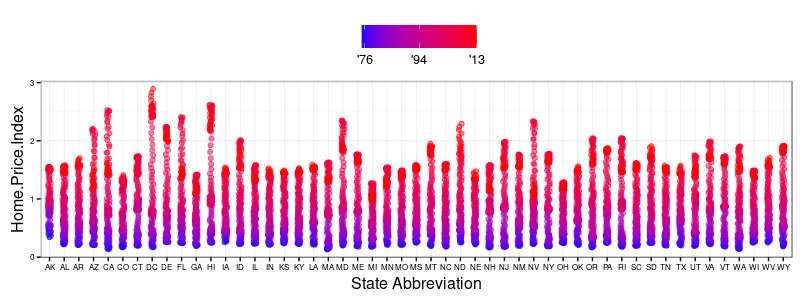 '76 '94 '13
3
2
1
0
Home.Price.Index
AK AL AR AZ CA CO CT DC DE FL GA HI IA ID IL IN KS KY LA MA MD ME MI MN MO MS MT NC ND NE NH NJ NM NV NY OH OK OR PA RI SC SD TN TX UT VA VT WA WI WV WY
State Abbreviation